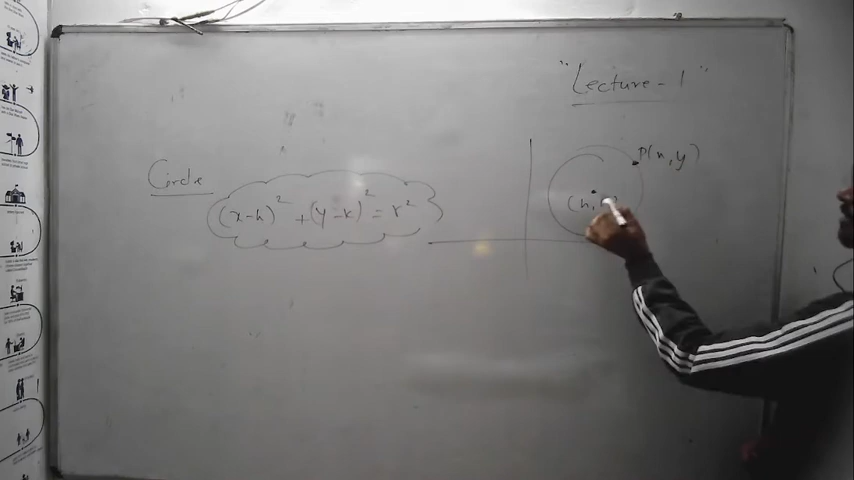 "Lecture-1"
Circle
(x-h)² + (y-k)² = r²
P(x, y)
(h,